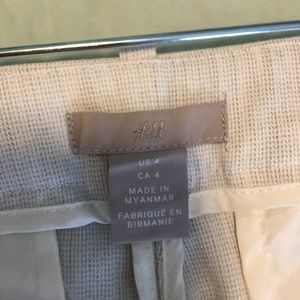 H&M
US 4
CA 4
MADE IN
MYANMAR
FABRIQUÉ EN
BIRMANIE